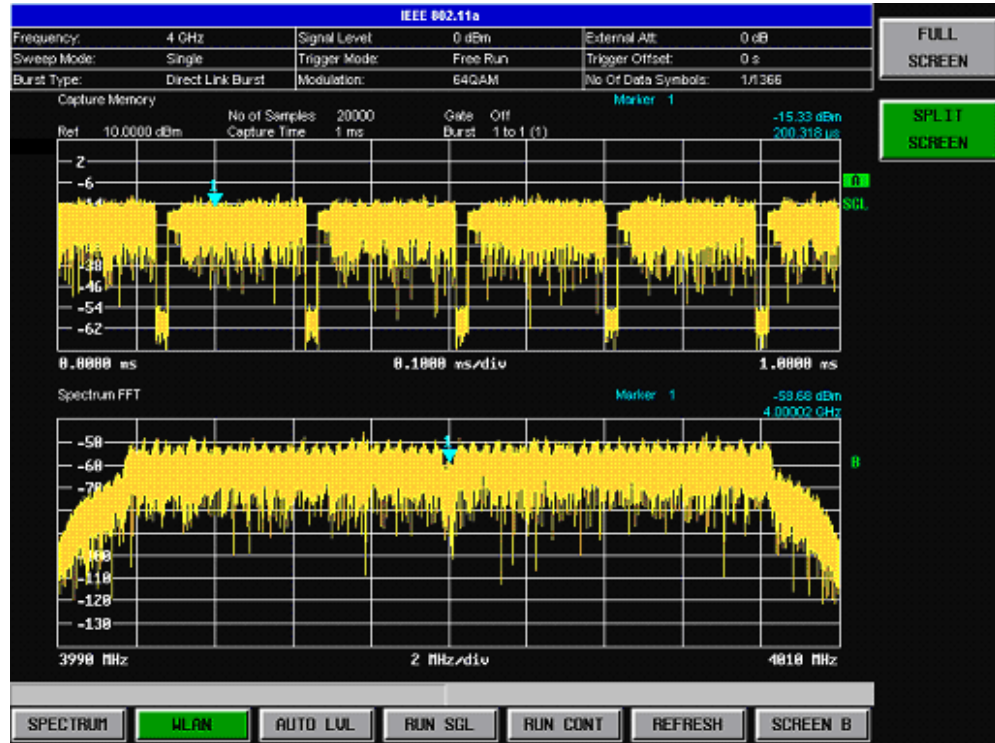 IEEE 802.11a
Frequency: 4 GHz Signal Level: 0 dBm External Att: 0 dB
Sweep Mode: Single Trigger Mode: Free Run Trigger Offset: 0 s
Burst Type: Direct Link Burst Modulation: 64QAM No Of Data Symbols: 1/1366
FULL SCREEN
SPLIT SCREEN
Capture Memory
No of Samples 20000 Gate Off Marker 1 -15.33 dBm
Ref 10.0000 dBm Capture Time 1 ms Burst 1 to 1 (1) 200.318 µs
2
-6
1
A
SGL
-38
-46
-54
-62
0.0000 ms 0.1000 ms/div 1.0000 ms
Spectrum FFT Marker 1 -59.68 dBm
4.00002 GHz
-50
1
-60
B
-70
-110
-120
-130
3990 MHz 2 MHz/div 4010 MHz
SPECTRUM WLAN AUTO LVL RUN SGL RUN CONT REFRESH SCREEN B